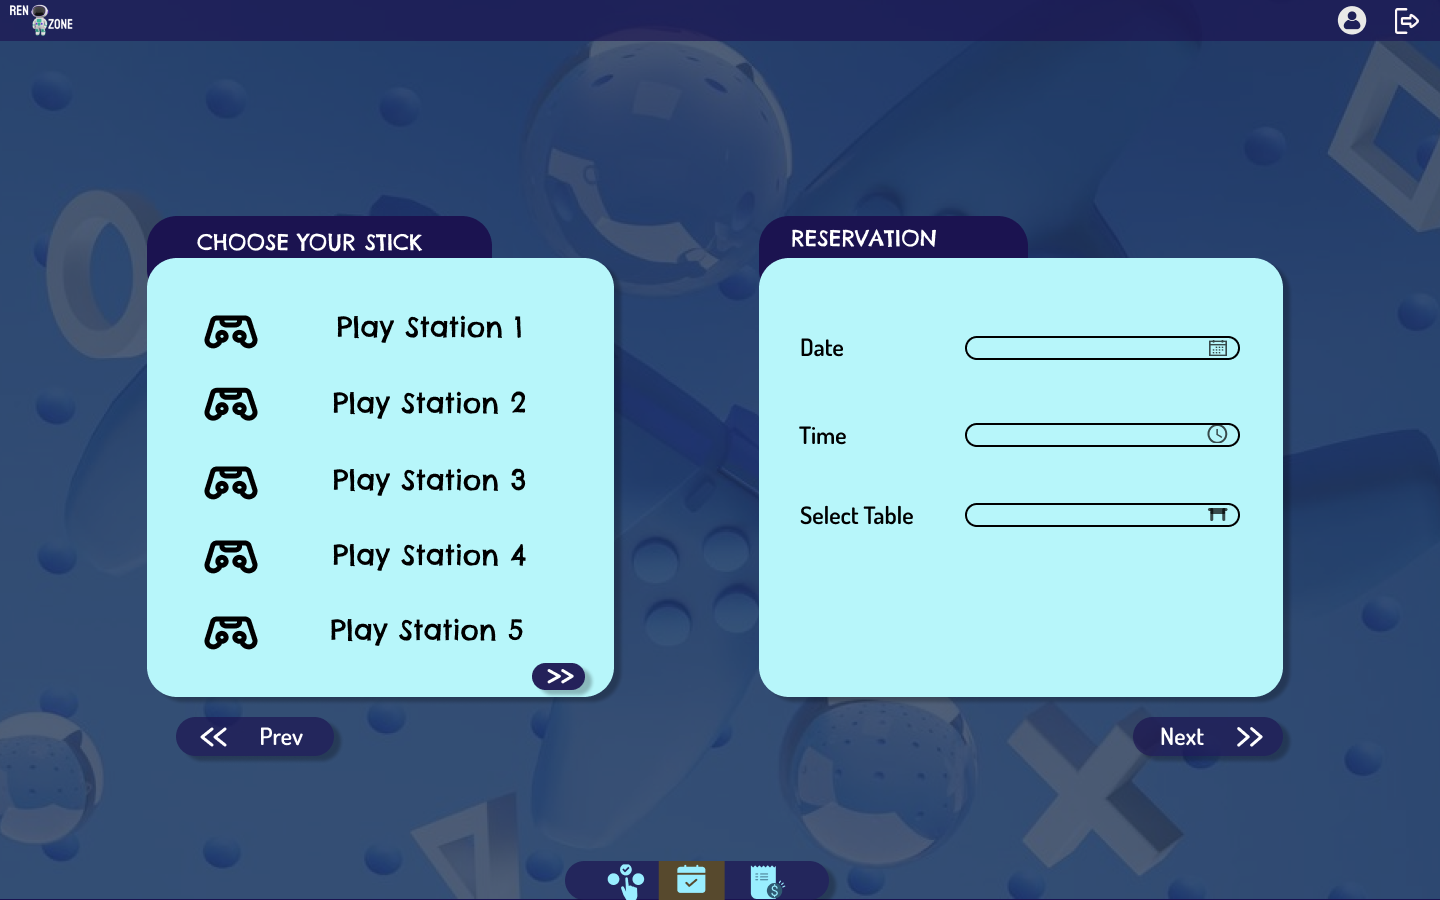 REN
ZONE
CHOOSE YOUR STICK
Play Station 1
Play Station 2
Play Station 3
Play Station 4
Play Station 5
Prev
RESERVATION
Date
Time
Select Table
Next